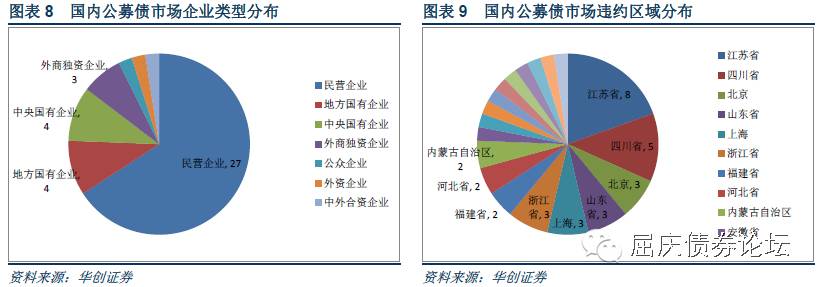 图表 8 国内公募债市场企业类型分布
外商独资企业, 3
中央国有企业, 4
地方国有企业, 4
民营企业, 27
民营企业
地方国有企业
中央国有企业
外商独资企业
公众企业
外资企业
中外合资企业
资料来源：华创证券
图表 9 国内公募债市场违约区域分布
江苏省, 8
四川省, 5
北京, 3
山东省, 3
上海, 3
浙江省, 3
福建省, 2
河北省, 2
内蒙古自治区, 2
江苏省
四川省
北京
山东省
上海
浙江省
福建省
河北省
内蒙古自治区
安徽省
资料来源：华创证券
屈庆债券论坛